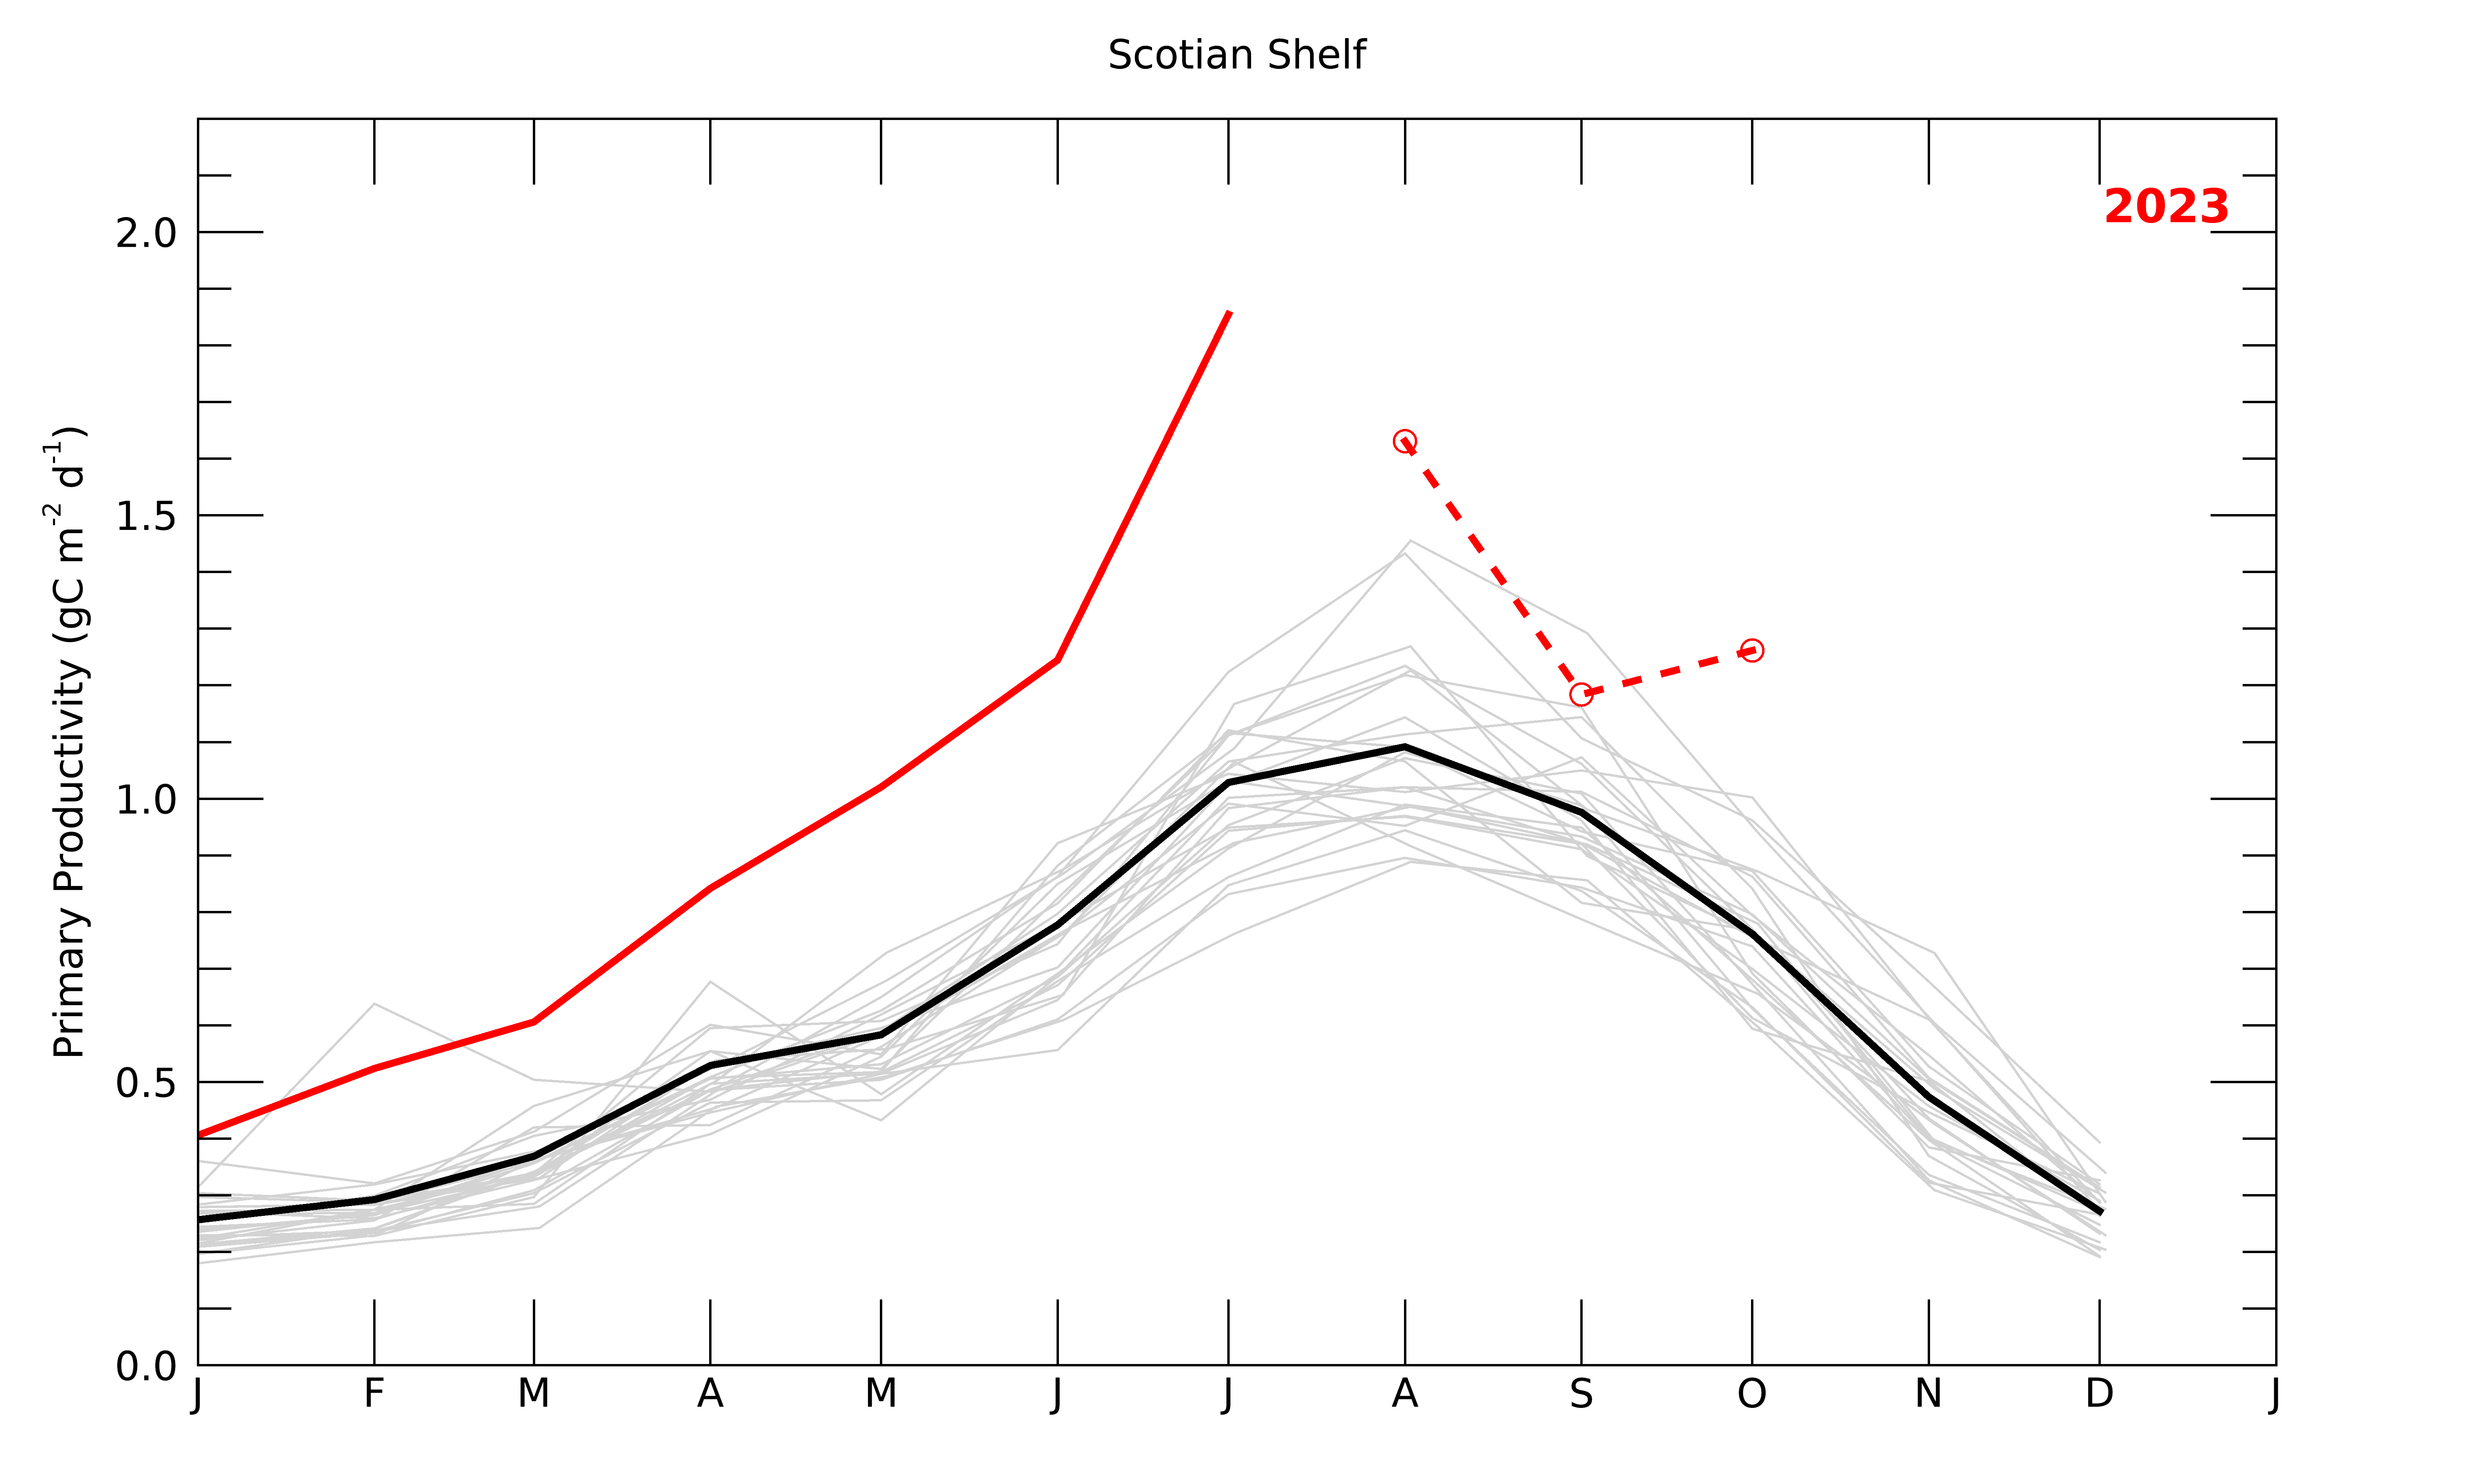 Scotian Shelf
2023
Primary Productivity (gC m-2 d-1)
2.0
1.5
1.0
0.5
0.0
J F M A M J J A S O N D J